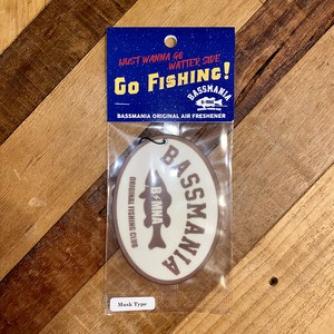 JUST WANNA GO
WATTER SIDE
GO FISHING!
BASSMANIA
BASSMANIA ORIGINAL AIR FRESHENER
BASSMANIA
B MNA
ORIGINAL FISHING CLUB
Musk Type